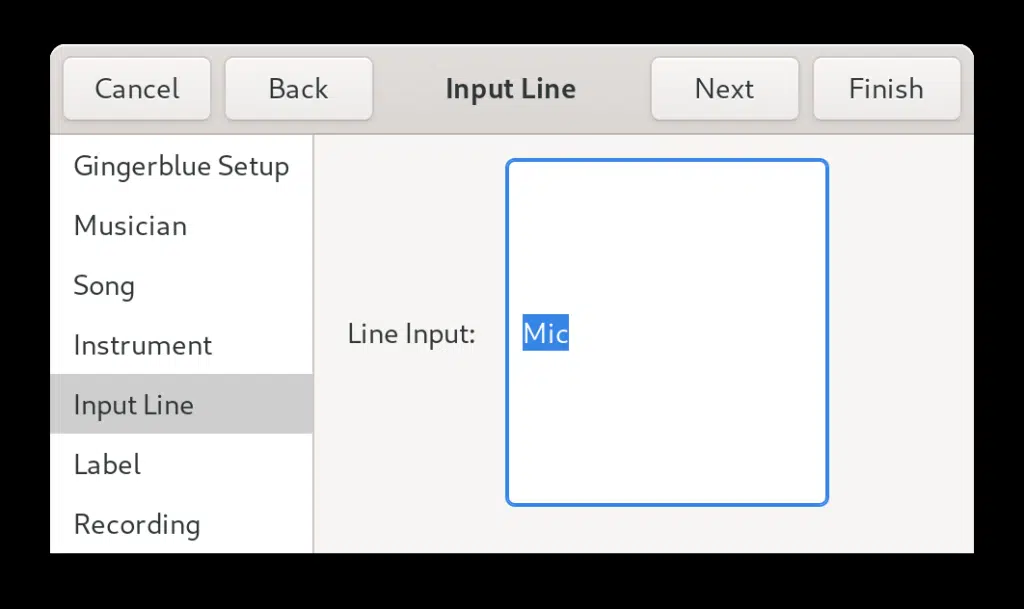 Cancel
Back
Input Line
Next
Finish
Gingerblue Setup
Musician
Song
Instrument
Input Line
Label
Recording
Line Input:
Mic